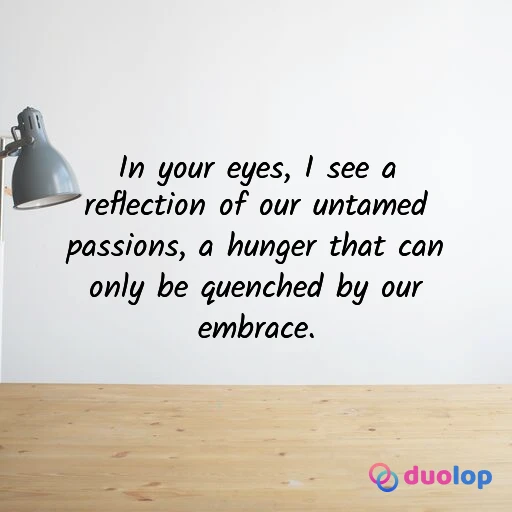 In your eyes, I see a
reflection of our untamed
passions, a hunger that can
only be quenched by our
embrace.
duolop